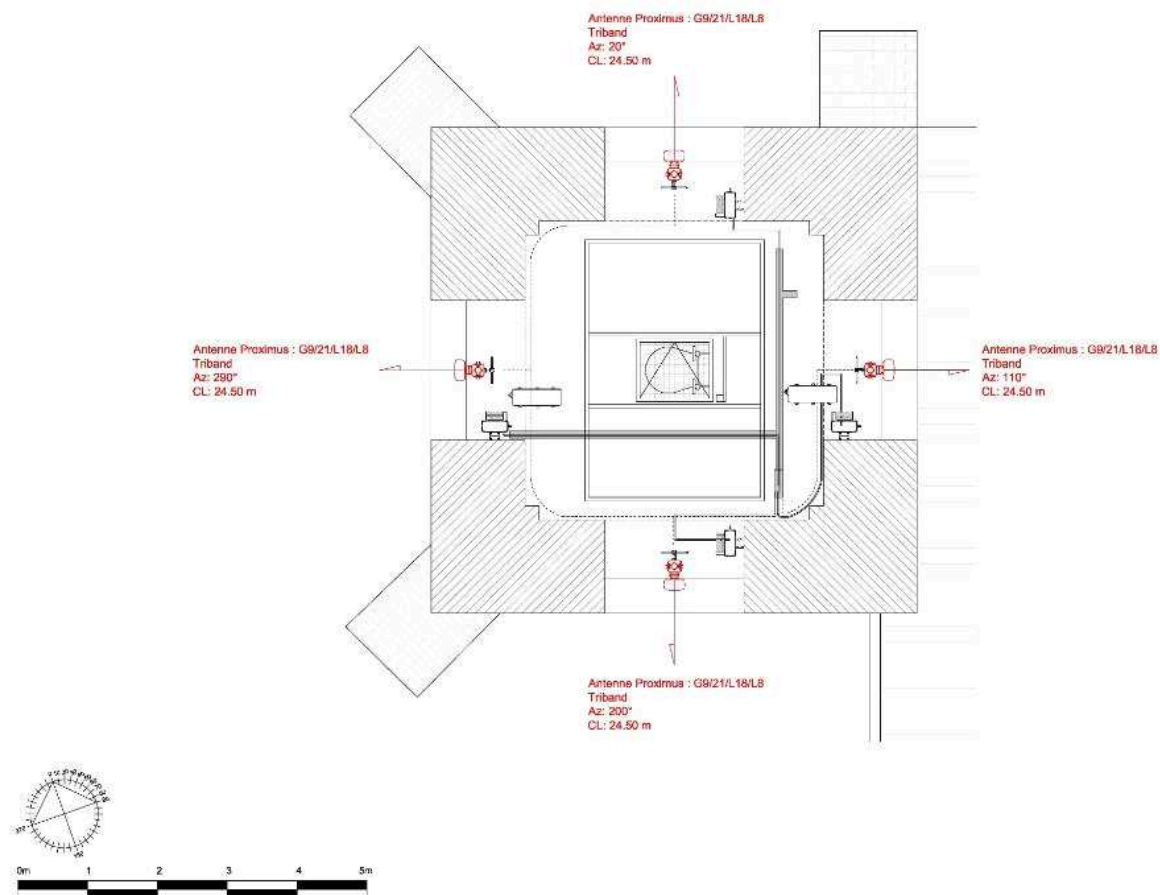 Antenne Proximus : G9/21/L18/L8
Triband
Az: 20°
CL: 24.50 m
Antenne Proximus : G9/21/L18/L8
Triband
Az: 290°
CL: 24.50 m
Antenne Proximus : G9/21/L18/L8
Triband
Az: 110°
CL: 24.50 m
Antenne Proximus : G9/21/L18/L8
Triband
Az: 200°
CL: 24.50 m
0m 1 2 3 4 5m